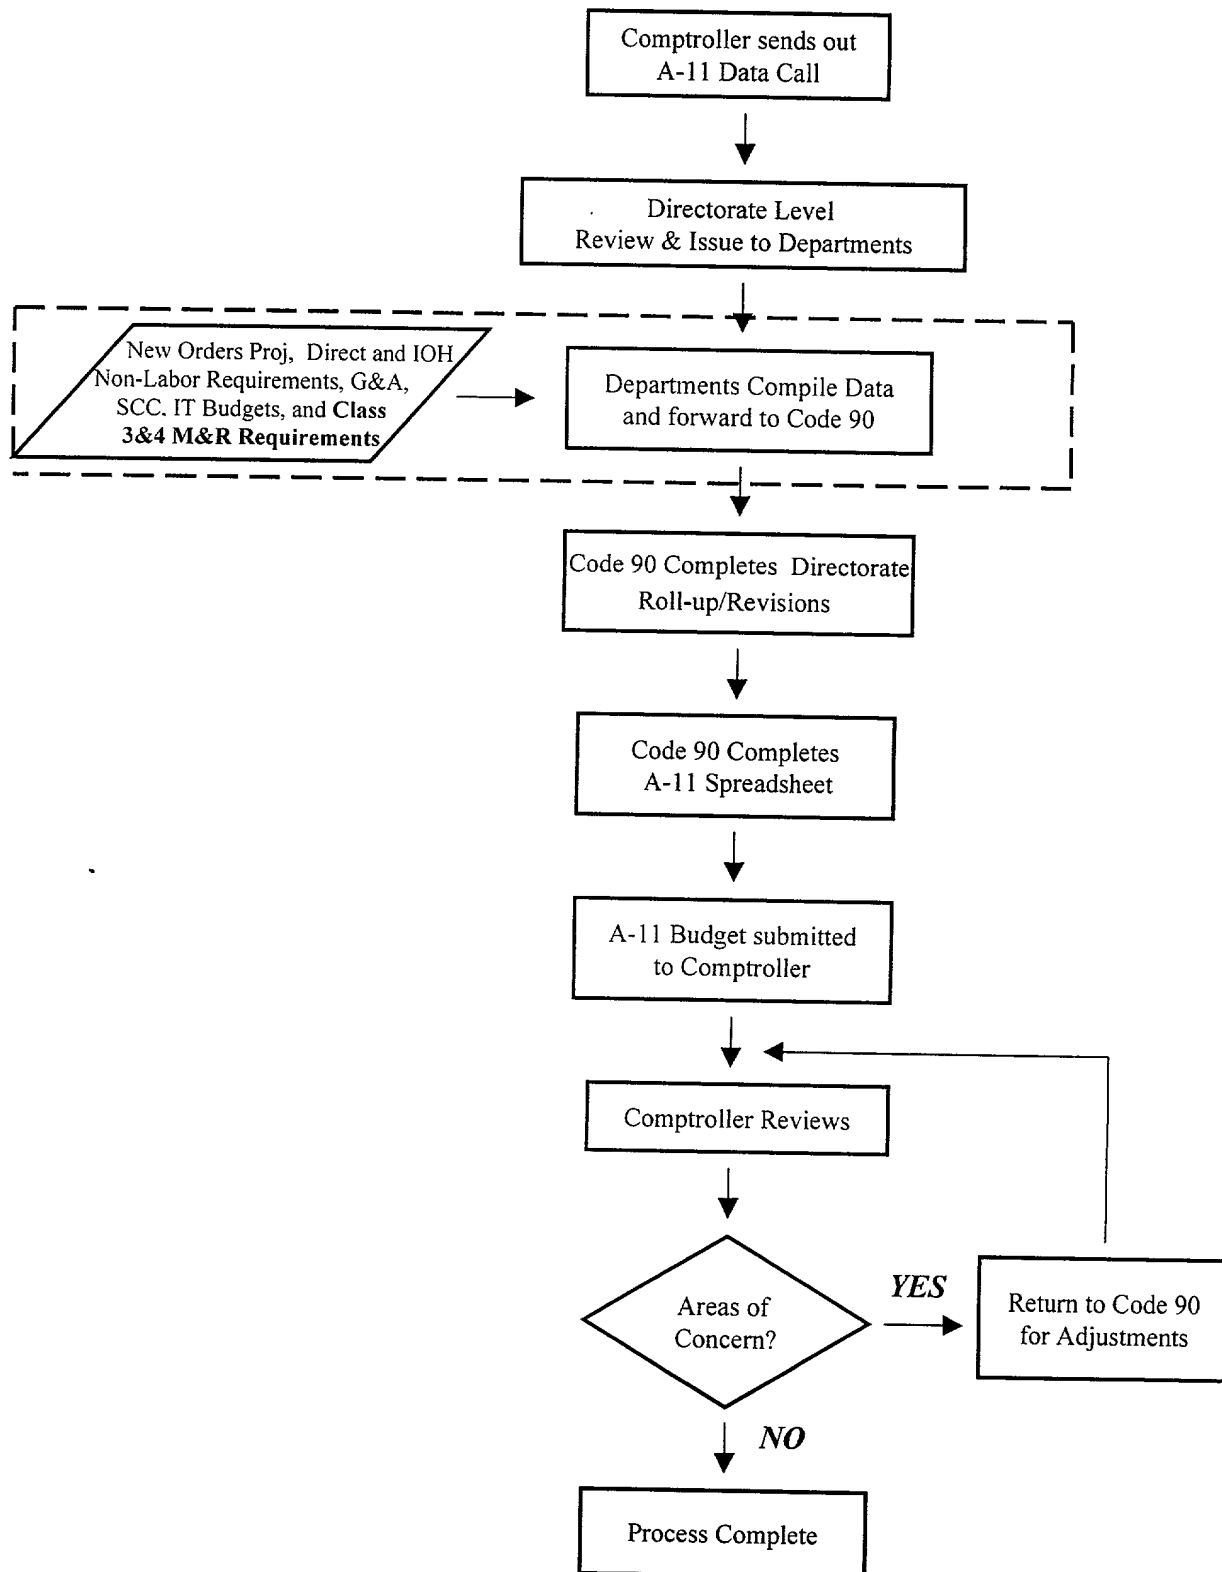 Comptroller sends out
A-11 Data Call
Directorate Level
Review & Issue to Departments
New Orders Proj, Direct and IOH
Non-Labor Requirements, G&A,
SCC. IT Budgets, and Class
3&4 M&R Requirements
Departments Compile Data
and forward to Code 90
Code 90 Completes Directorate
Roll-up/Revisions
Code 90 Completes
A-11 Spreadsheet
A-11 Budget submitted
to Comptroller
Comptroller Reviews
Areas of
Concern?
YES
Return to Code 90
for Adjustments
NO
Process Complete